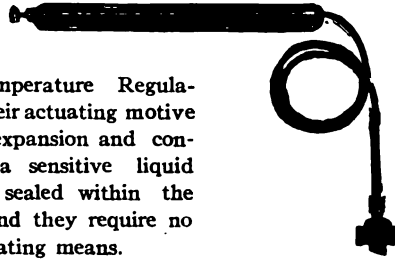 mperature Regula-
eir actuating motive
expansion and con-
a sensitive liquid
sealed within the
nd they require no
ating means.